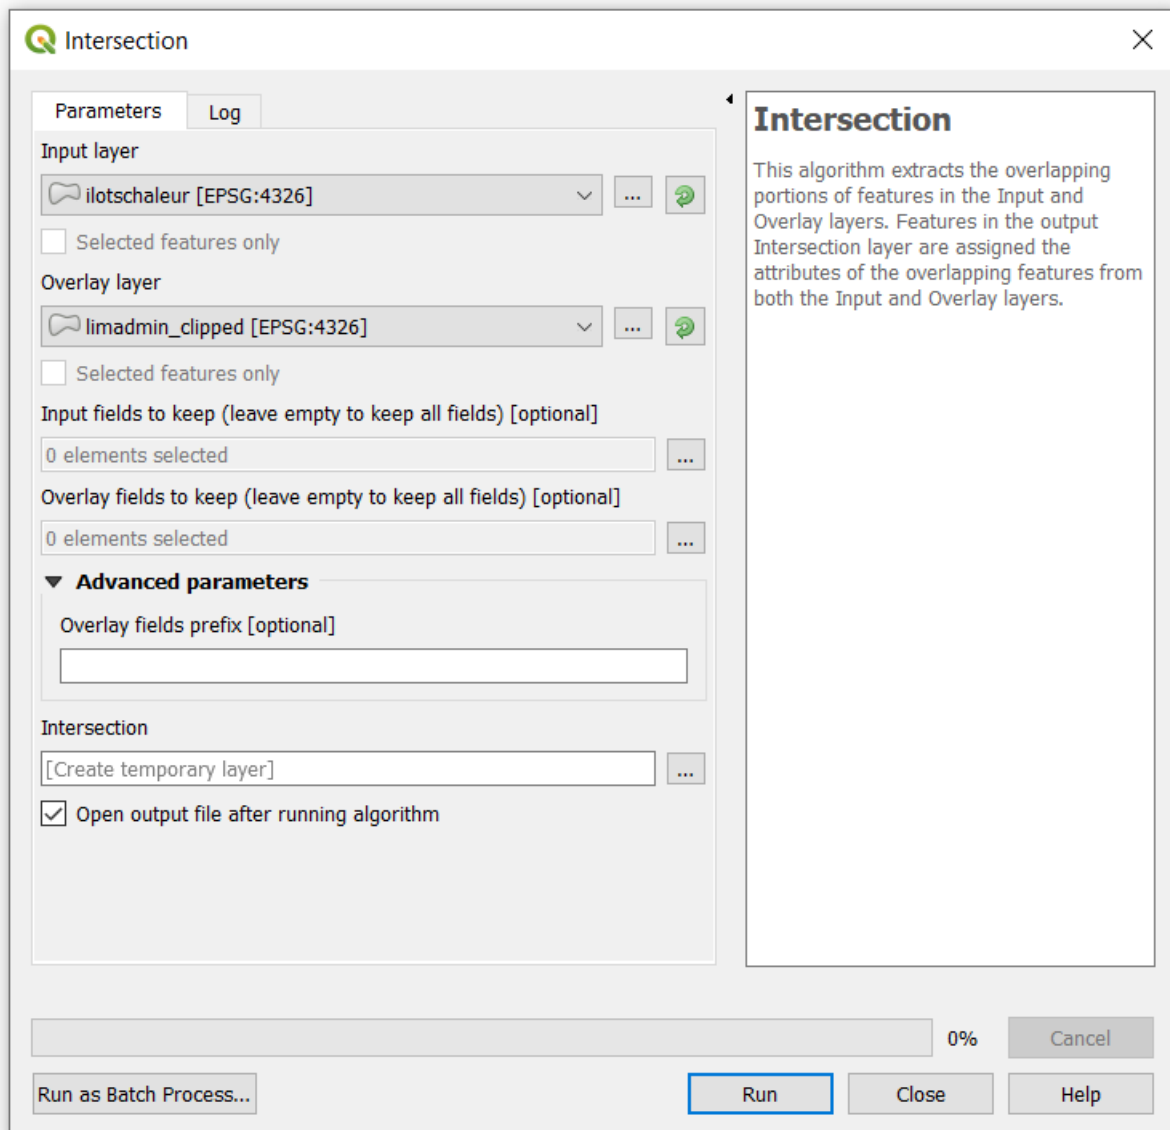 Intersection
Parameters
Log
Input layer
ilotschaleur [EPSG:4326]
...
Selected features only
Overlay layer
limadmin_clipped [EPSG:4326]
...
Selected features only
Input fields to keep (leave empty to keep all fields) [optional]
0 elements selected
...
Overlay fields to keep (leave empty to keep all fields) [optional]
0 elements selected
...
Advanced parameters
Overlay fields prefix [optional]
Intersection
[Create temporary layer]
...
Open output file after running algorithm
Intersection
This algorithm extracts the overlapping
portions of features in the Input and
Overlay layers. Features in the output
Intersection layer are assigned the
attributes of the overlapping features from
both the Input and Overlay layers.
0%
Cancel
Run as Batch Process...
Run
Close
Help